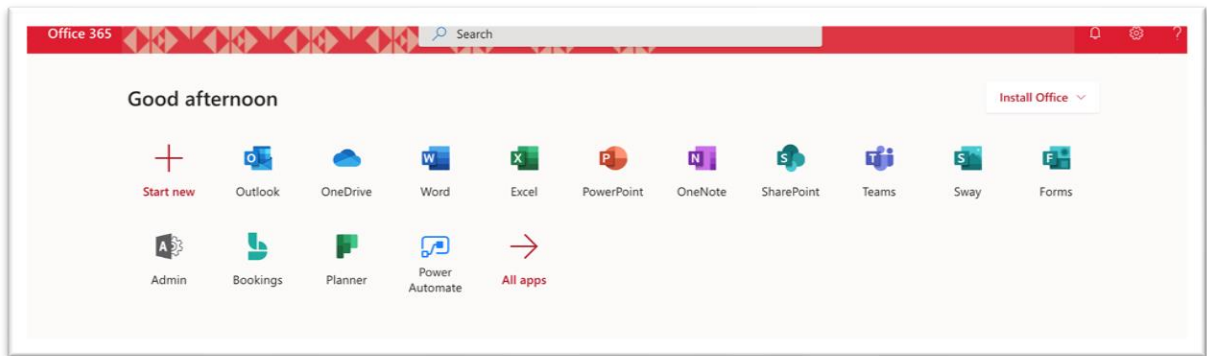 Office 365
Search
?
Good afternoon
Install Office
Start new Outlook OneDrive Word Excel PowerPoint OneNote SharePoint Teams Sway Forms
Admin Bookings Planner Power Automate All apps